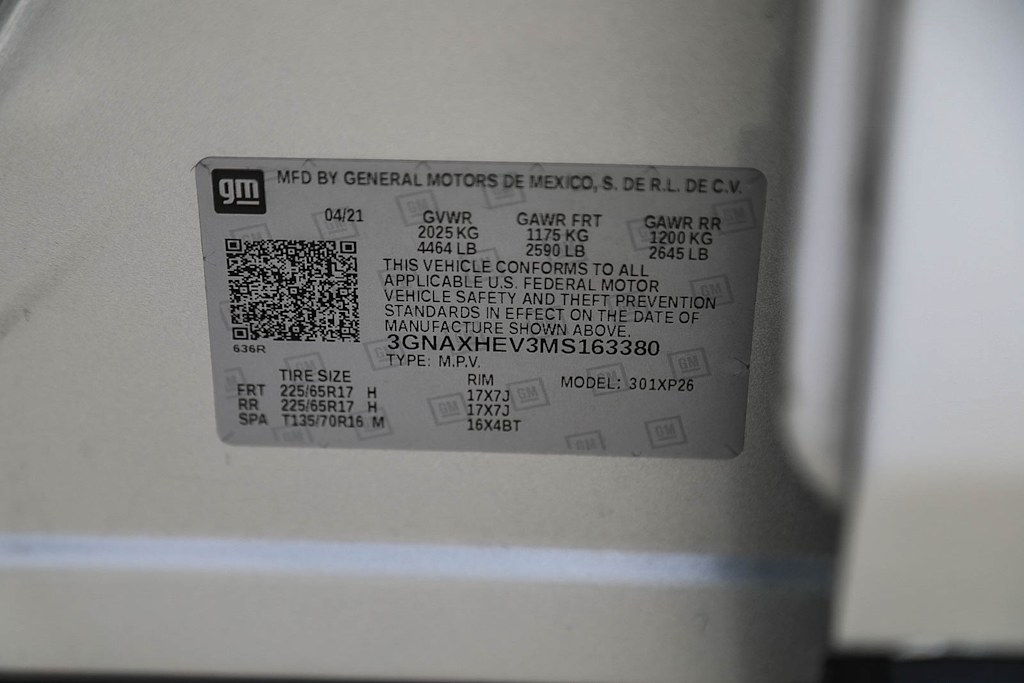 gm MFD BY GENERAL MOTORS DE MEXICO, S. DE R.L. DE C.V.
04/21 GVWR GAWR FRT GAWR RR
2025 KG 1175 KG 1200 KG
4464 LB 2590 LB 2645 LB
THIS VEHICLE CONFORMS TO ALL
APPLICABLE U.S. FEDERAL MOTOR
VEHICLE SAFETY AND THEFT PREVENTION
STANDARDS IN EFFECT ON THE DATE OF
MANUFACTURE SHOWN ABOVE.
3GNAXHEV3MS163380
636R
TYPE: M.P.V.
TIRE SIZE RIM MODEL: 301XP26
FRT 225/65R17 H 17X7J
RR 225/65R17 H 17X7J
SPA T135/70R16 M 16X4BT